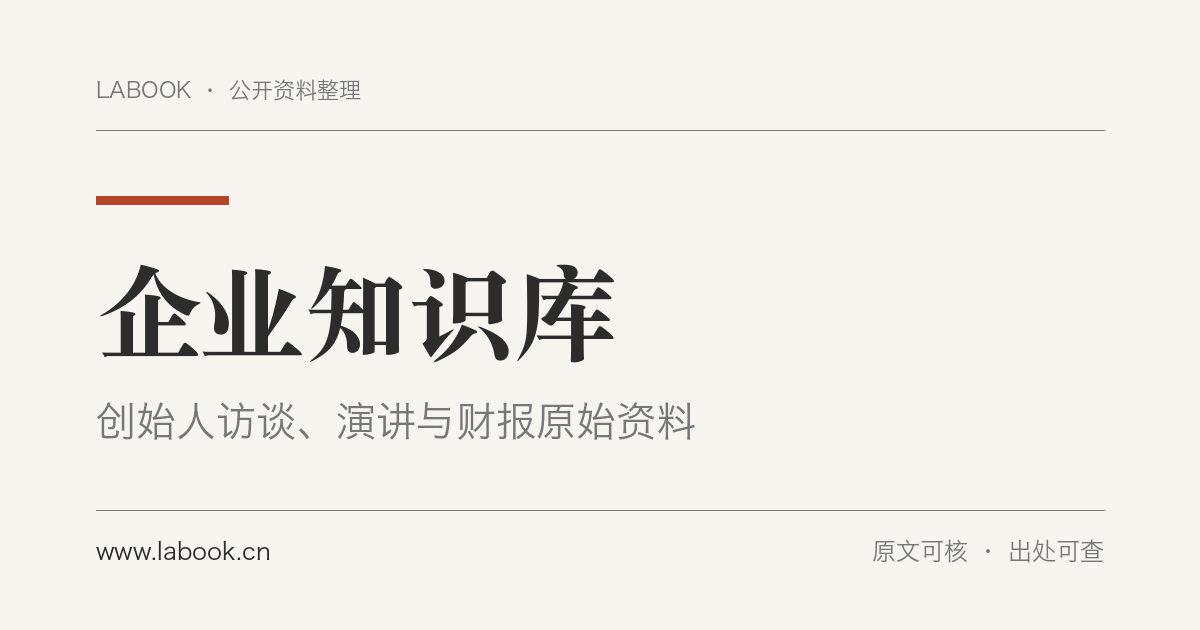 LABOOK · 公开资料整理
企业知识库
创始人访谈、演讲与财报原始资料
www.labook.cn
原文可核 · 出处可查